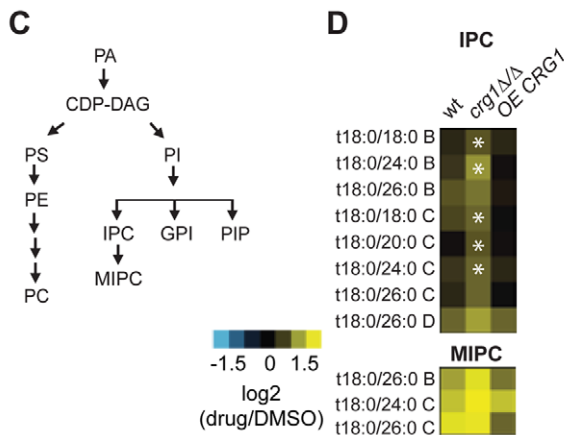 C
PA
CDP-DAG
PS
PI
PE
IPC
GPI
PIP
MIPC
PC
-1.5 0 1.5
log2
(drug/DMSO)
D
IPC
wt crg1Δ/Δ OE CRG1
t18:0/18:0 B *
t18:0/24:0 B *
t18:0/26:0 B
t18:0/18:0 C *
t18:0/20:0 C *
t18:0/24:0 C *
t18:0/26:0 C
t18:0/26:0 D
MIPC
t18:0/26:0 B
t18:0/24:0 C
t18:0/26:0 C